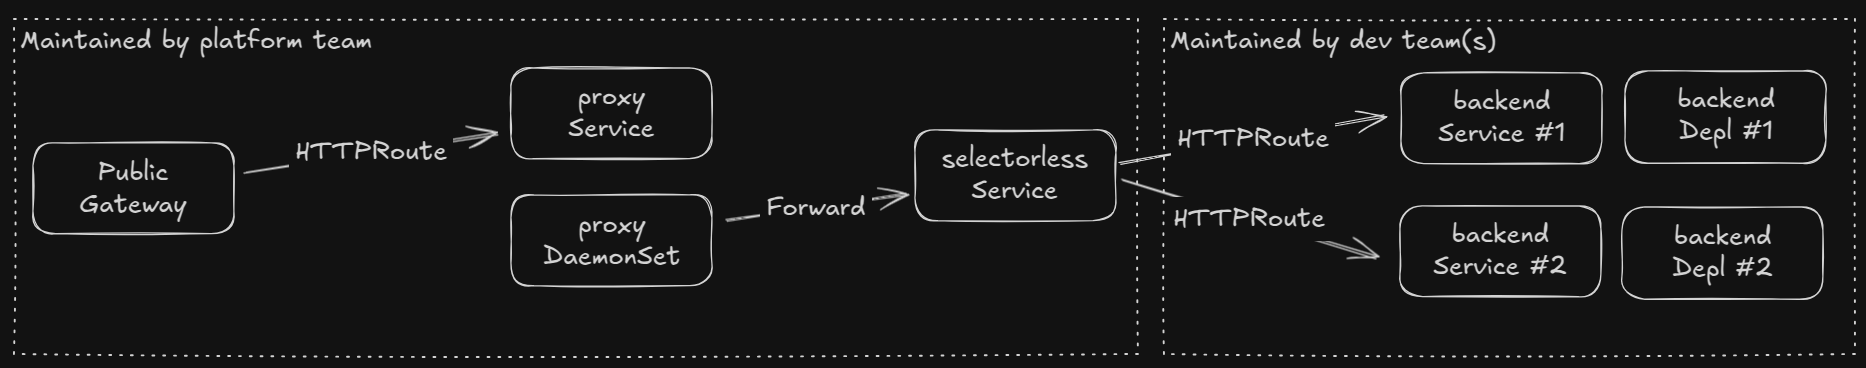 Maintained by platform team
Public
Gateway
HTTPRoute
proxy
Service
proxy
DaemonSet
Forward
selectorless
Service
Maintained by dev team(s)
HTTPRoute
backend
Service #1
backend
Depl #1
HTTPRoute
backend
Service #2
backend
Depl #2